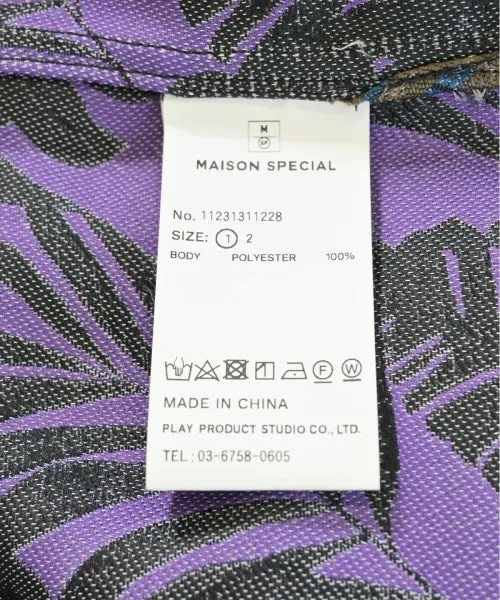 M
SP
MAISON SPECIAL
No. 11231311228
SIZE: 1 2
BODY POLYESTER 100%
F W
MADE IN CHINA
PLAY PRODUCT STUDIO CO., LTD.
TEL: 03-6758-0605